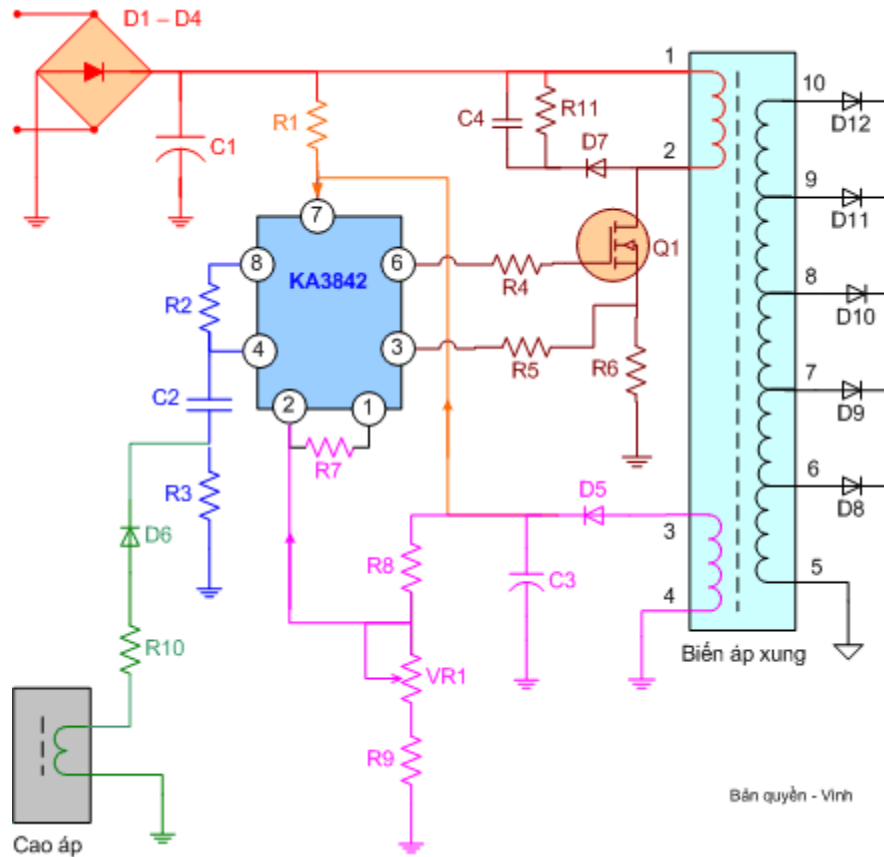 D1 – D4
1
10
R11
C4
D12
R1
C1
D7
2
9
7
D11
8
6
Q1
KA3842
8
R4
R2
D10
4
3
7
R5
R6
C2
2
1
D9
R7
6
R3
D5
D8
3
D6
R8
C3
5
4
R10
Biến áp xung
VR1
R9
Bản quyền - Vinh
Cao áp